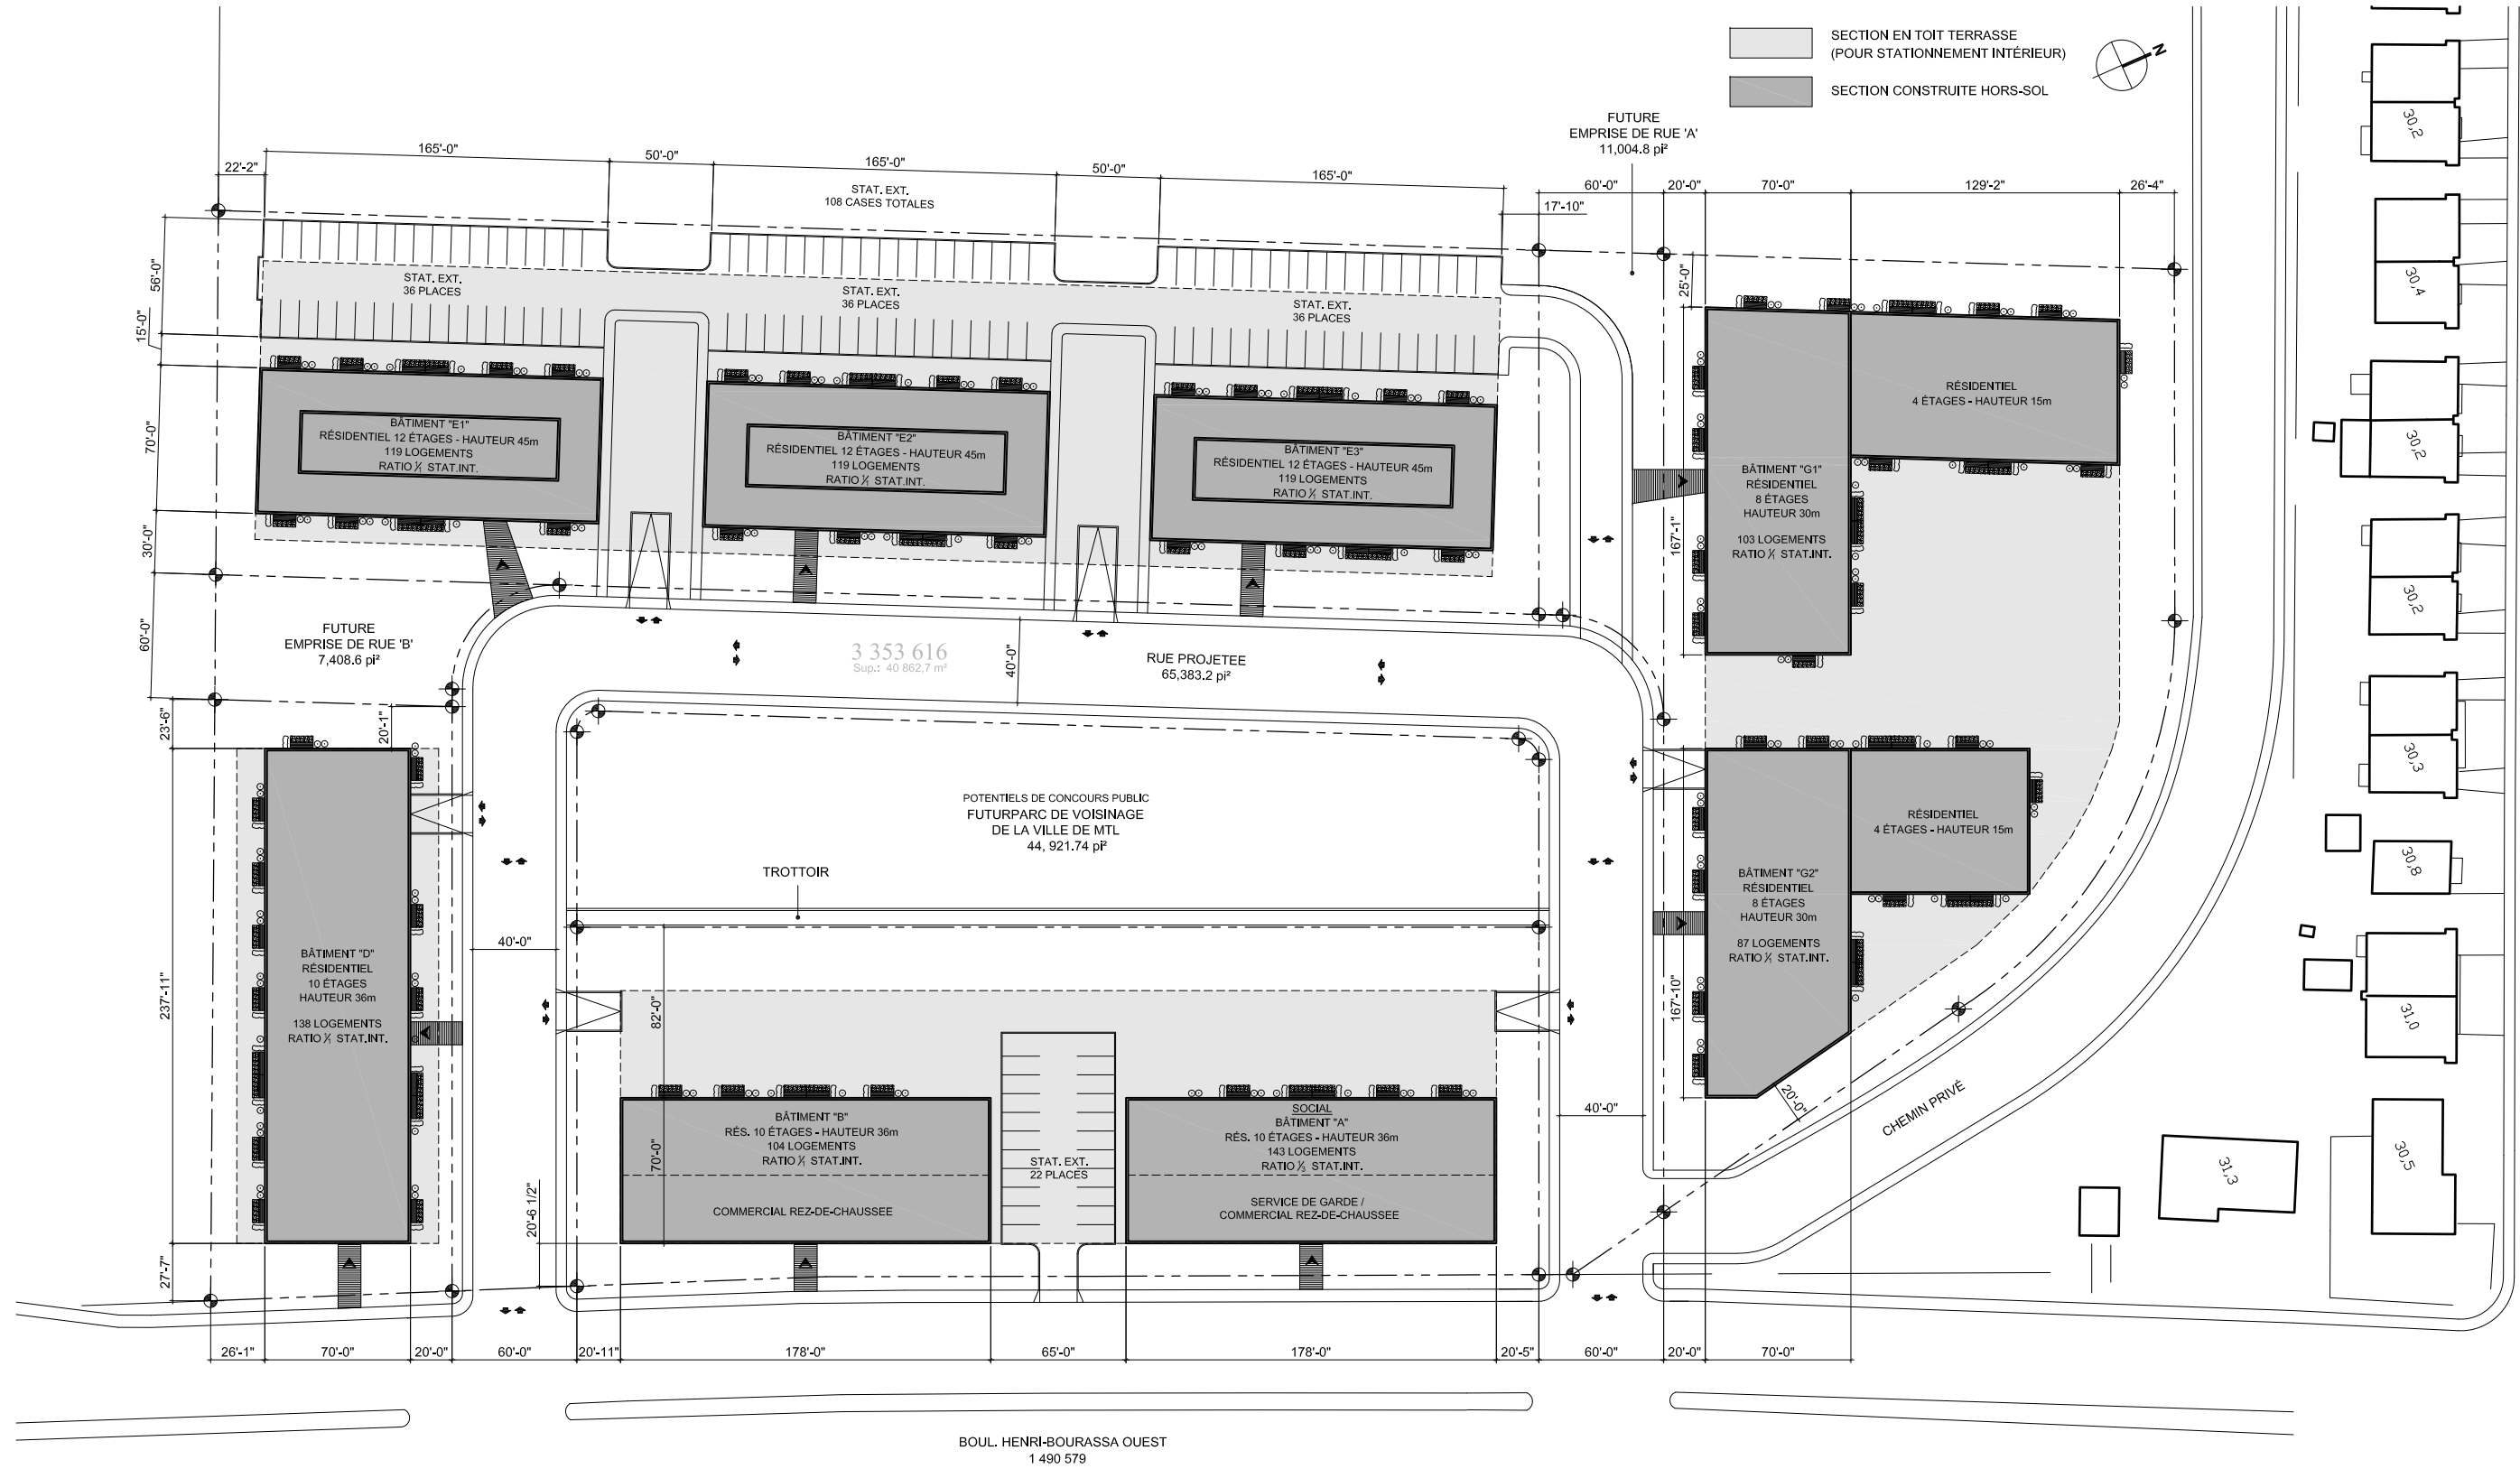 SECTION EN TOIT TERRASSE
(POUR STATIONNEMENT INTÉRIEUR)
SECTION CONSTRUITE HORS-SOL
N
FUTURE
EMPRISE DE RUE 'A'
11,004.8 pi²
22'-2"
165'-0"
50'-0"
165'-0"
50'-0"
165'-0"
17'-10"
60'-0"
20'-0"
70'-0"
129'-2"
26'-4"
STAT. EXT.
108 CASES TOTALES
56'-0"
15'-0"
70'-0"
30'-0"
60'-0"
STAT. EXT.
36 PLACES
STAT. EXT.
36 PLACES
STAT. EXT.
36 PLACES
25'-0"
167'-1"
BÂTIMENT "E1"
RÉSIDENTIEL 12 ÉTAGES - HAUTEUR 45m
119 LOGEMENTS
RATIO 1/1 STAT.INT.
BÂTIMENT "E2"
RÉSIDENTIEL 12 ÉTAGES - HAUTEUR 45m
119 LOGEMENTS
RATIO 1/1 STAT.INT.
BÂTIMENT "E3"
RÉSIDENTIEL 12 ÉTAGES - HAUTEUR 45m
119 LOGEMENTS
RATIO 1/1 STAT.INT.
RÉSIDENTIEL
4 ÉTAGES - HAUTEUR 15m
BÂTIMENT "G1"
RÉSIDENTIEL
8 ÉTAGES
HAUTEUR 30m
103 LOGEMENTS
RATIO 1/1 STAT.INT.
FUTURE
EMPRISE DE RUE 'B'
7,408.6 pi²
3 353 616
Sup.: 40 862,7 m²
40'-0"
RUE PROJETEE
65,383.2 pi²
23'-6"
20'-1"
237'-11"
27'-7"
POTENTIELS DE CONCOURS PUBLIC
FUTURPARC DE VOISINAGE
DE LA VILLE DE MTL
44, 921.74 pi²
TROTTOIR
RÉSIDENTIEL
4 ÉTAGES - HAUTEUR 15m
BÂTIMENT "G2"
RÉSIDENTIEL
8 ÉTAGES
HAUTEUR 30m
87 LOGEMENTS
RATIO 1/1 STAT.INT.
167'-10"
20'-0"
BÂTIMENT "D"
RÉSIDENTIEL
10 ÉTAGES
HAUTEUR 36m
138 LOGEMENTS
RATIO 1/1 STAT.INT.
40'-0"
82'-0"
70'-0"
20'-6 1/2"
BÂTIMENT "B"
RÉS. 10 ÉTAGES - HAUTEUR 36m
104 LOGEMENTS
RATIO 1/1 STAT.INT.
COMMERCIAL REZ-DE-CHAUSSEE
STAT. EXT.
22 PLACES
SOCIAL
BÂTIMENT "A"
RÉS. 10 ÉTAGES - HAUTEUR 36m
143 LOGEMENTS
RATIO 1/3 STAT.INT.
SERVICE DE GARDE /
COMMERCIAL REZ-DE-CHAUSSEE
40'-0"
CHEMIN PRIVÉ
30,2
30,4
30,2
30,2
30,3
30,8
31,0
30,5
31,3
26'-1"
70'-0"
20'-0"
60'-0"
20'-11"
178'-0"
65'-0"
178'-0"
20'-5"
60'-0"
20'-0"
70'-0"
BOUL. HENRI-BOURASSA OUEST
1 490 579